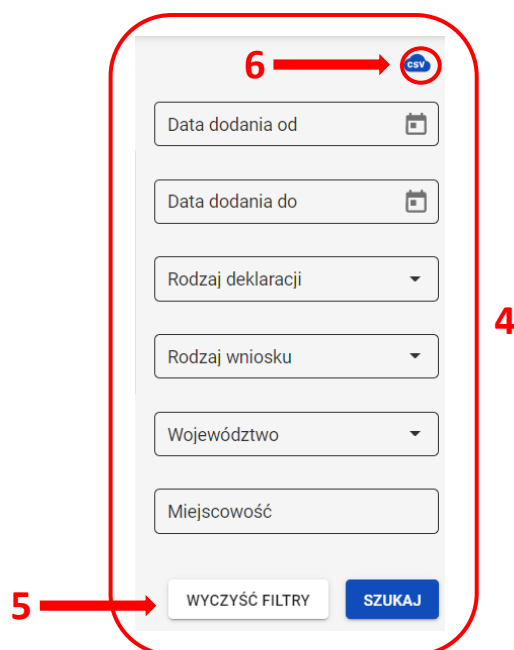 6
CSV
Data dodania od
Data dodania do
Rodzaj deklaracji
4
Rodzaj wniosku
Województwo
Miejscowość
5
WYCZYŚĆ FILTRY SZUKAJ